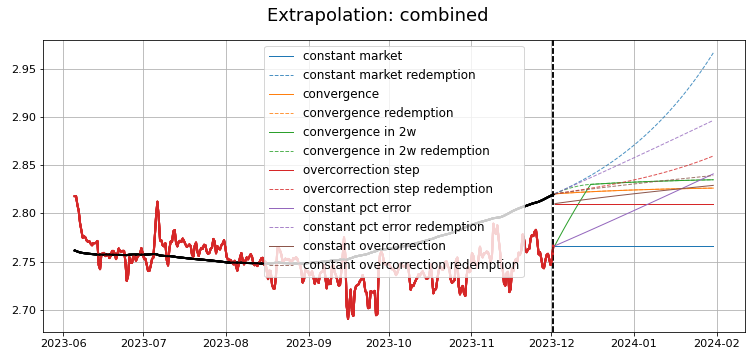 Extrapolation: combined
constant market
constant market redemption
convergence
convergence redemption
convergence in 2w
convergence in 2w redemption
overcorrection step
overcorrection step redemption
constant pct error
constant pct error redemption
constant overcorrection
constant overcorrection redemption
2.95
2.90
2.85
2.80
2.75
2.70
2023-06 2023-07 2023-08 2023-09 2023-10 2023-11 2023-12 2024-01 2024-02